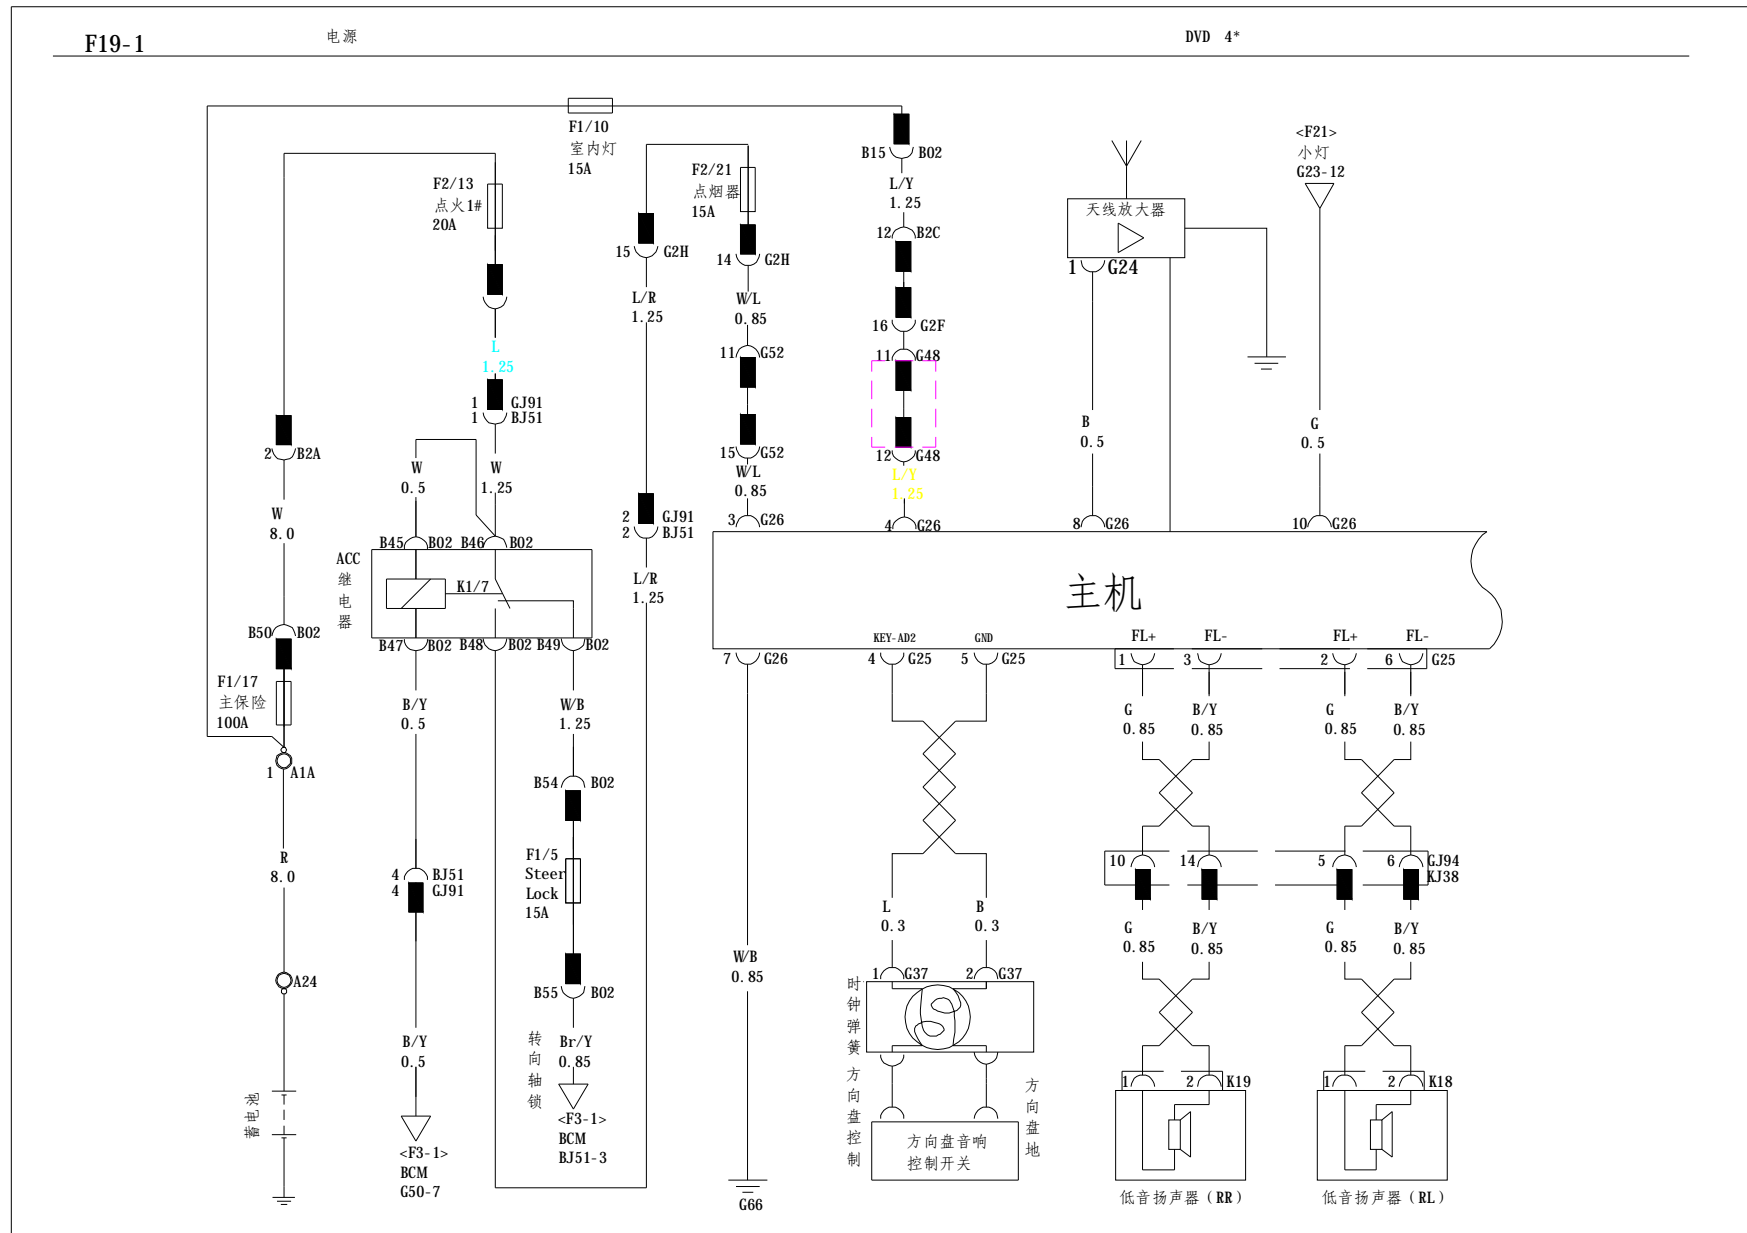 F19-1
电源
DVD 4*
F1/10
室内灯
15A
F2/13
点火1#
20A
F2/21
点烟器
15A
B15 B02
L/Y
1.25
12 B2C
<F21>
小灯
G23-12
天线放大器
1 G24
15 G2H
14 G2H
L/R
1.25
W/L
0.85
16 G2F
11 G52
11 G48
L
1.25
1 GJ91
1 BJ51
2 B2A
15 G52
12 G48
W
0.5
W
1.25
W/L
0.85
L/Y
1.25
B
0.5
G
0.5
W
8.0
2 GJ91
2 BJ51
3 G26
4 G26
8 G26
10 G26
B45 B02
B46 B02
ACC
继
电
器
K1/7
L/R
1.25
主机
B50 B02
B47 B02
B48 B02
B49 B02
KEY-AD2
GND
FL+
FL-
FL+
FL-
7 G26
4 G25
5 G25
1
3
2
6 G25
F1/17
主保险
100A
B/Y
0.5
W/B
1.25
G
0.85
B/Y
0.85
G
0.85
B/Y
0.85
1 A1A
B54 B02
R
8.0
F1/5
Steer
Lock
15A
4 BJ51
4 GJ91
10
14
5
6 GJ94
KJ38
L
0.3
B
0.3
G
0.85
B/Y
0.85
G
0.85
B/Y
0.85
W/B
0.85
A24
B55 B02
1 G37
2 G37
时
钟
弹
簧
B/Y
0.5
转
向
轴
锁
Br/Y
0.85
方
向
盘
控
制
方
向
盘
地
1
2 K19
1
2 K18
蓄电池
<F3-1>
BCM
G50-7
<F3-1>
BCM
BJ51-3
方向盘音响
控制开关
G66
低音扬声器(RR)
低音扬声器(RL)